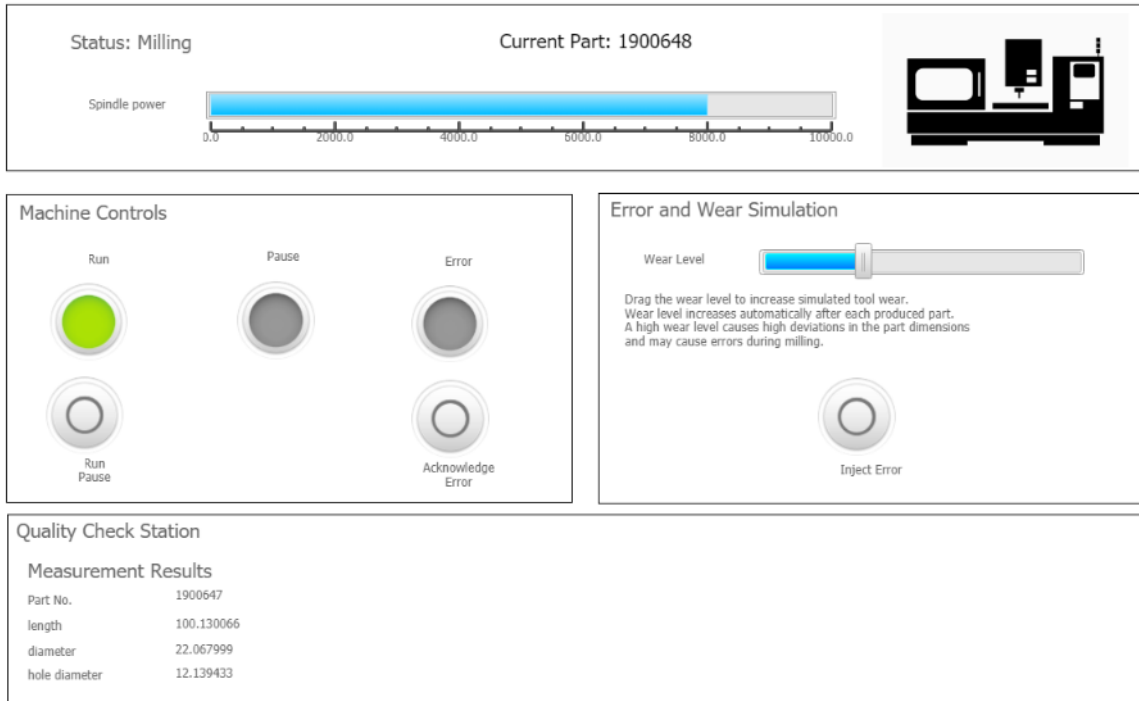 Status: Milling
Current Part: 1900648
Spindle power
0.0 2000.0 4000.0 6000.0 8000.0 10000.0
Machine Controls
Run
Pause
Error
Run
Pause
Acknowledge
Error
Error and Wear Simulation
Wear Level
Drag the wear level to increase simulated tool wear.
Wear level increases automatically after each produced part.
A high wear level causes high deviations in the part dimensions
and may cause errors during milling.
Inject Error
Quality Check Station
Measurement Results
Part No. 1900647
length 100.130066
diameter 22.067999
hole diameter 12.139433